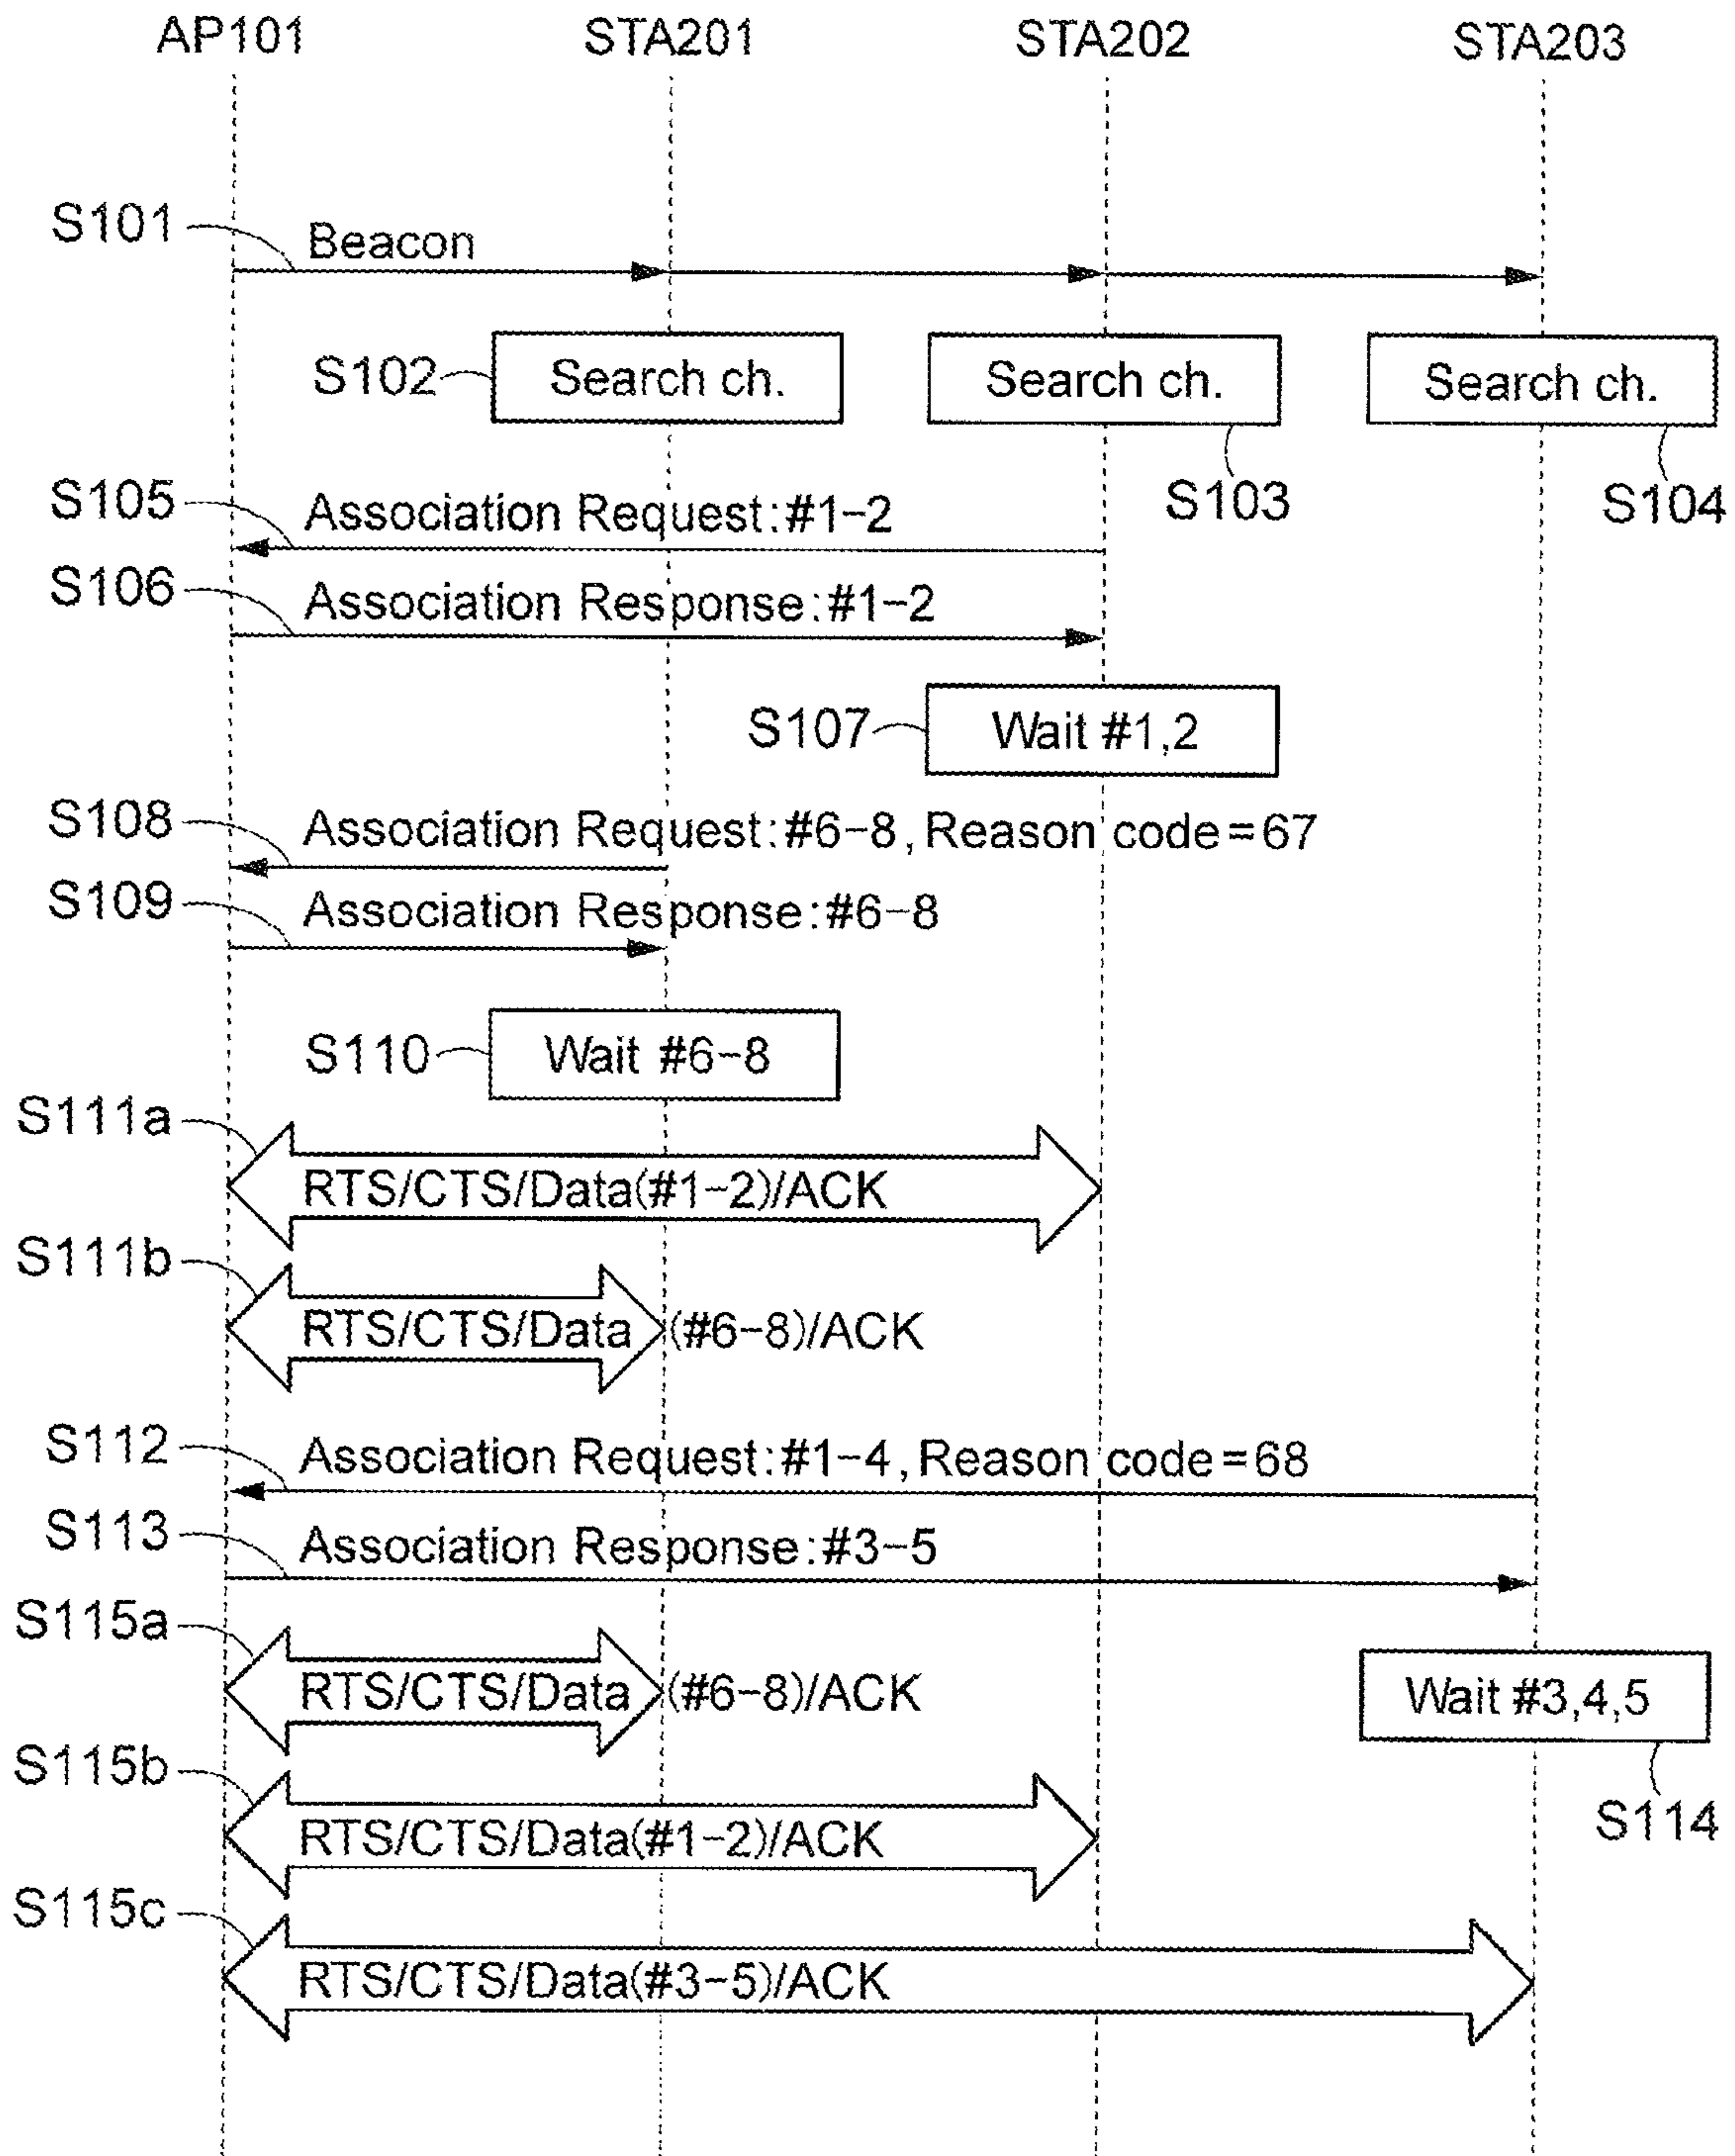 AP101 STA201 STA202 STA203
S101 Beacon
S102 Search ch. Search ch. Search ch.
S103 S104
S105 Association Request:#1-2
S106 Association Response:#1-2
S107 Wait #1,2
S108 Association Request:#6-8, Reason code=67
S109 Association Response:#6-8
S110 Wait #6-8
S111a RTS/CTS/Data(#1-2)/ACK
S111b RTS/CTS/Data (#6-8)/ACK
S112 Association Request:#1-4, Reason code=68
S113 Association Response:#3-5
S115a RTS/CTS/Data (#6-8)/ACK Wait #3,4,5
S115b RTS/CTS/Data(#1-2)/ACK S114
S115c RTS/CTS/Data(#3-5)/ACK